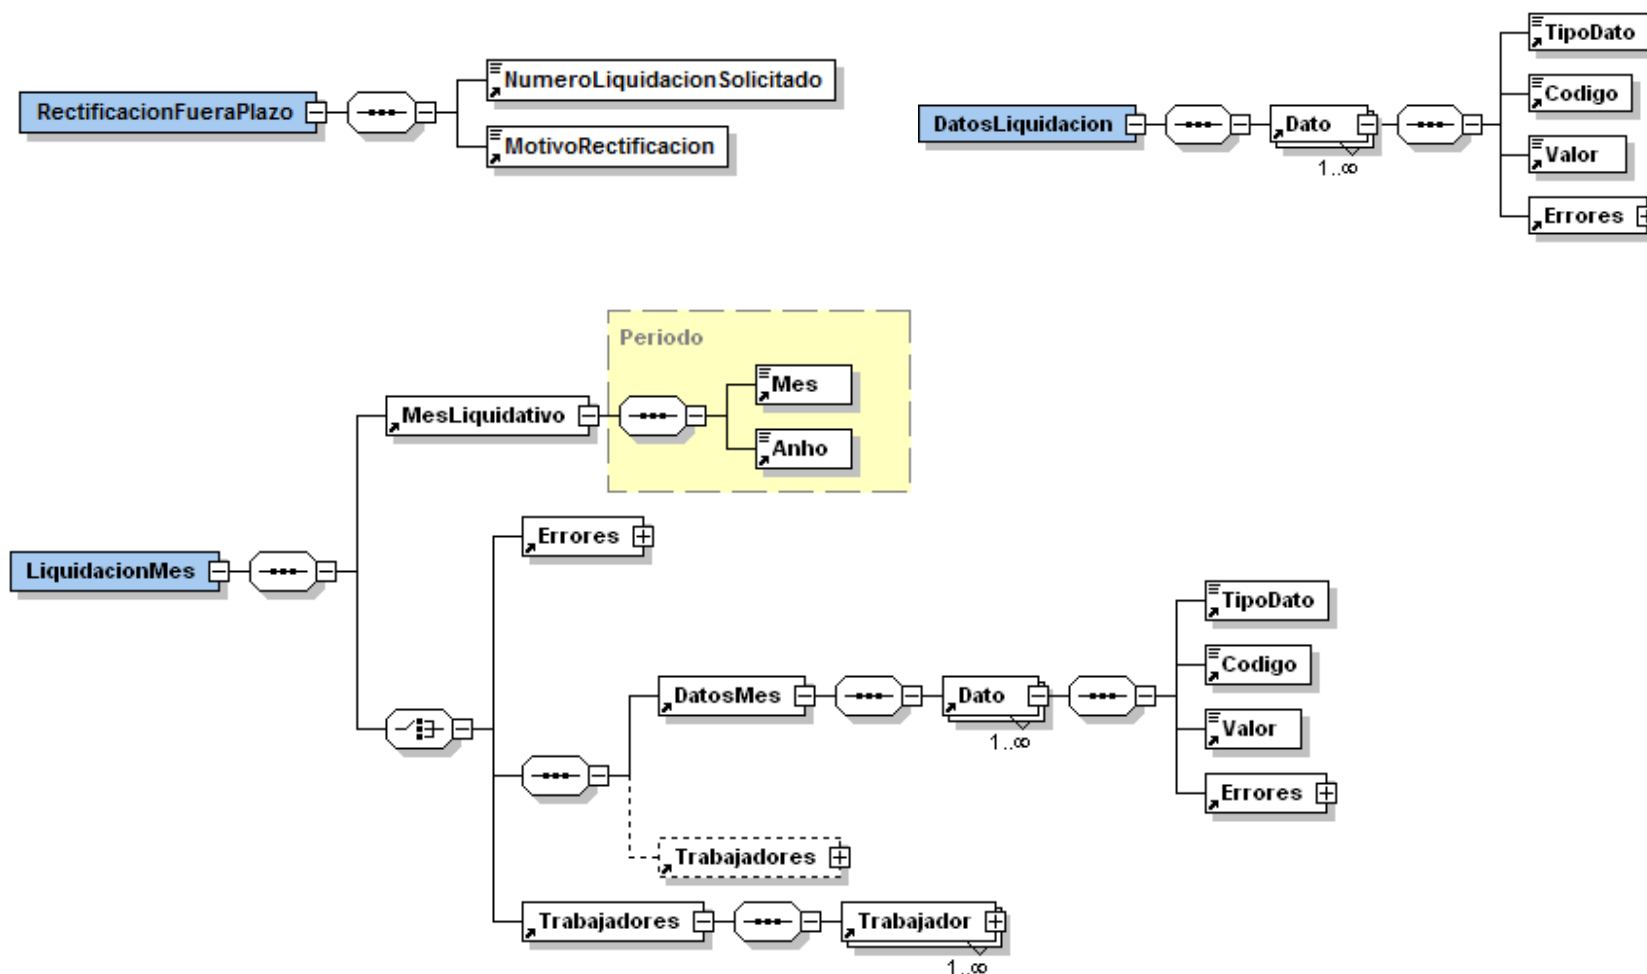 RectificacionFueraPlazo
NumeroLiquidacionSolicitado
MotivoRectificacion
DatosLiquidacion
Dato
1..∞
TipoDato
Codigo
Valor
Errores
LiquidacionMes
MesLiquidativo
Periodo
Mes
Anho
Errores
DatosMes
Dato
1..∞
TipoDato
Codigo
Valor
Errores
Trabajadores
Trabajadores
Trabajador
1..∞